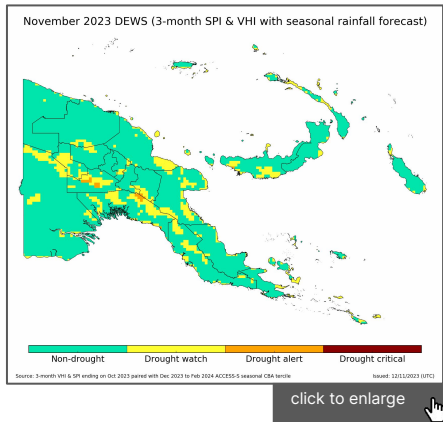 November 2023 DEWS (3-month SPI & VHI with seasonal rainfall forecast)
Non-drought Drought watch Drought alert Drought critical
Source: 3-month VHI & SPI ending on Oct 2023 paired with Dec 2023 to Feb 2024 ACCESS-S seasonal CBA tercile Issued: 12/11/2023 (UTC)
click to enlarge